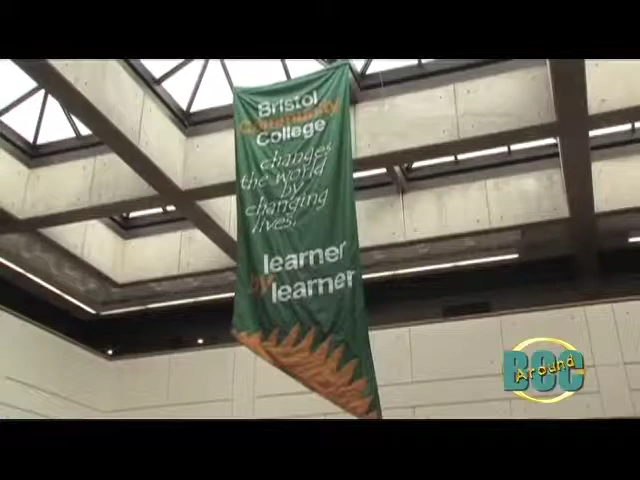 Bristol
Community
College
changes
the world
by
changing
lives.
learner
by
learner
BCC
Around